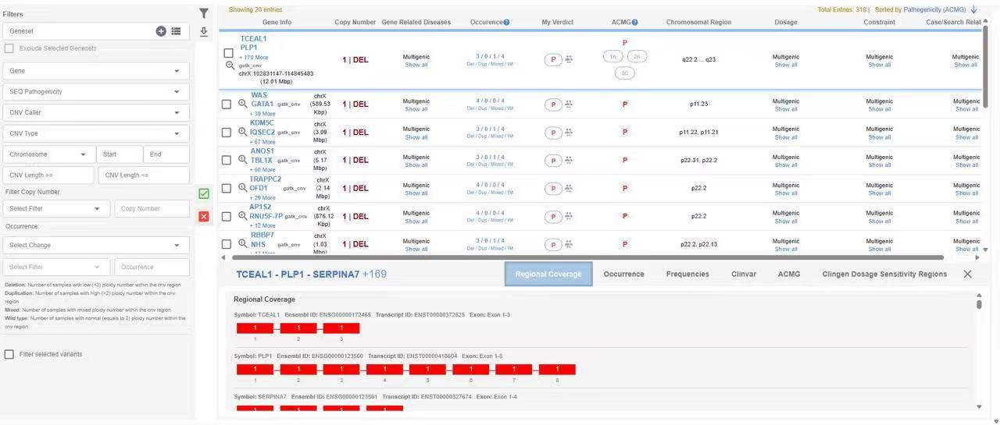 Filters
Geneset
Exclude Selected Genesets
Gene
SEQ Pathogenicity
CNV Caller
CNV Type
Chromosome Start End
CNV Length >= CNV Length <=
Filter Copy Number
Select Filter Copy Number
Occurrence:
Select Change
Select Filter Occurrence
Deletion: Number of samples with low (<2) ploidy number within the cnv region
Duplication: Number of samples with high (>2) ploidy number within the cnv
region
Mixed: Number of samples with mixed ploidy number within the cnv region
Wild type: Number of samples with normal (equals to 2) ploidy number within the
cnv region
Filter selected variants
Showing 20 entries Total Entries: 318 | Sorted by Pathogenicity (ACMG)
Gene Info Copy Number Gene Related Diseases Occurence My Verdict ACMG Chromosomal Region Dosage Constraint Case/Search Relat
TCEAL1
PLP1
+ 170 More
gatk_cnv
chrX:102831147-114845483
(12.01 Mbp)
1 | DEL Multigenic Show all 3 / 0 / 1 / 4 Del / Dup / Mixed / Wt P P 1A 2A 3C q22.2 ... q23 Multigenic Show all Multigenic Show all Multigenic Show all
WAS
GATA1
+ 39 More
gatk_cnv chrX (589.53 Kbp) 1 | DEL Multigenic Show all 4 / 0 / 0 / 4 Del / Dup / Mixed / Wt P P p11.23 Multigenic Show all Multigenic Show all Multigenic Show all
KDM5C
IQSEC2
+ 67 More
gatk_cnv chrX (3.09 Mbp) 1 | DEL Multigenic Show all 3 / 0 / 1 / 4 Del / Dup / Mixed / Wt P P p11.22, p11.21 Multigenic Show all Multigenic Show all Multigenic Show all
ANOS1
TBL1X
+ 60 More
gatk_cnv chrX (5.17 Mbp) 1 | DEL Multigenic Show all 3 / 0 / 1 / 4 Del / Dup / Mixed / Wt P P p22.31, p22.2 Multigenic Show all Multigenic Show all Multigenic Show all
TRAPPC2
OFD1
+ 29 More
gatk_cnv chrX (2.14 Mbp) 1 | DEL Multigenic Show all 4 / 0 / 0 / 4 Del / Dup / Mixed / Wt P P p22.2 Multigenic Show all Multigenic Show all Multigenic Show all
AP1S2
RNU5F-7P
+ 12 More
gatk_cnv chrX (876.12 Kbp) 1 | DEL Multigenic Show all 4 / 0 / 0 / 4 Del / Dup / Mixed / Wt P P p22.2 Multigenic Show all Multigenic Show all Multigenic Show all
RBBP7
NHS
gatk_cnv chrX (1.03 Mbp) 1 | DEL Multigenic Show all 3 / 0 / 1 / 4 Del / Dup / Mixed / Wt P P p22.2, p22.13 Multigenic Show all Multigenic Show all Multigenic Show all
TCEAL1 - PLP1 - SERPINA7 +169 Regional Coverage Occurrence Frequencies Clinvar ACMG Clingen Dosage Sensitivity Regions
Regional Coverage
Symbol: TCEAL1 Ensembl ID: ENSG00000172465 Transcript ID: ENST00000372625 Exon: Exon 1-3
1 1 1
1 2 3
Symbol: PLP1 Ensembl ID: ENSG00000123560 Transcript ID: ENST00000418604 Exon: Exon 1-8
1 1 1 1 1 1 1 1
1 2 3 4 5 6 7 8
Symbol: SERPINA7 Ensembl ID: ENSG00000123561 Transcript ID: ENST00000327674 Exon: Exon 1-4
1 1 1 1